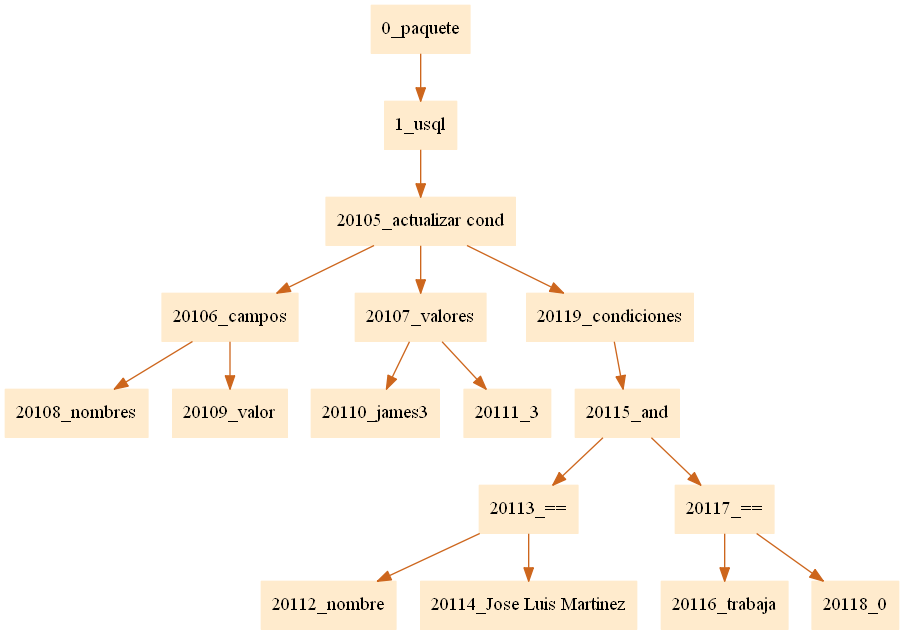 0_paquete
1_usql
20105_actualizar cond
20106_campos
20107_valores
20119_condiciones
20108_nombres
20109_valor
20110_james3
20111_3
20115_and
20113_==
20117_==
20112_nombre
20114_Jose Luis Martinez
20116_trabaja
20118_0